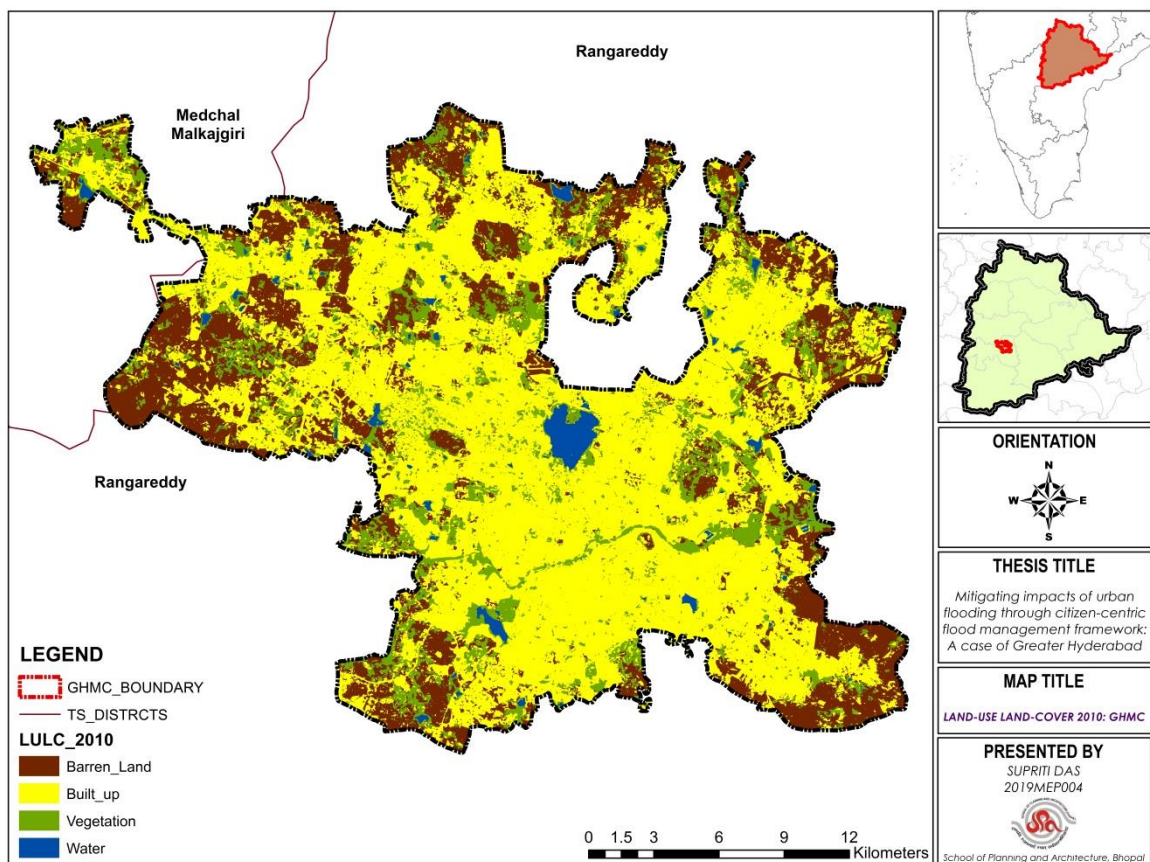 Rangareddy
Medchal
Malkajgiri
Rangareddy
LEGEND
GHMC_BOUNDARY
TS_DISTRCTS
LULC_2010
Barren_Land
Built_up
Vegetation
Water
0 1.5 3 6 9 12
Kilometers
ORIENTATION
N
W E
S
THESIS TITLE
Mitigating impacts of urban
flooding through citizen-centric
flood management framework:
A case of Greater Hyderabad
MAP TITLE
LAND-USE LAND-COVER 2010: GHMC
PRESENTED BY
SUPRITI DAS
2019MEP004
School of Planning and Architecture, Bhopal